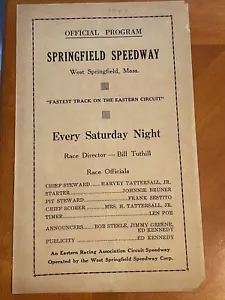 OFFICIAL PROGRAM
SPRINGFIELD SPEEDWAY
West Springfield, Mass.
"FASTEST TRACK ON THE EASTERN CIRCUIT"
Every Saturday Night
Race Director — Bill Tuthill
Race Officials
CHIEF STEWARD......HARVEY TATTERSALL, JR.
STARTER......JOHNNIE BRUNER
PIT STEWARD......FRANK SESTITO
CHIEF SCORER......MRS. H. TATTERSALL, JR.
TIMER......LEN POE
ANNOUNCERS......BOB STEELE, JIMMY GREENE,
ED KENNEDY
PUBLICITY......ED KENNEDY
An Eastern Racing Association Circuit Speedway
Operated by the West Springfield Speedway Corp.